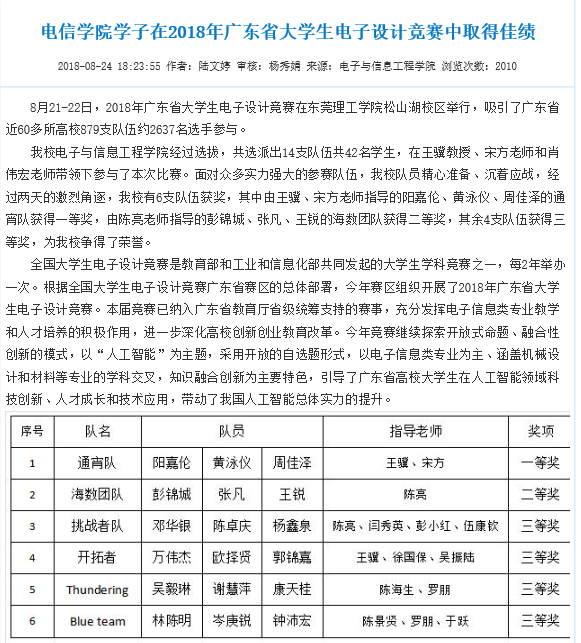 电信学院学子在2018年广东省大学生电子设计竞赛中取得佳绩
2018-08-24 18:23:55 作者：陆文婷 审核：杨秀娟 来源：电子与信息工程学院 浏览次数：2010
8月21-22日，2018年广东省大学生电子设计竞赛在东莞理工学院松山湖校区举行，吸引了广东省
近60多所高校879支队伍约2637名选手参与。
我校电子与信息工程学院经过选拔，共选派出14支队伍共42名学生，在王骥教授、宋方老师和肖
伟宏老师带领下参与了本次比赛。面对众多实力强大的参赛队伍，我校队员精心准备、沉着应战，经
过两天的激烈角逐，我校有6支队伍获奖，其中由王骥、宋方老师指导的阳嘉伦、黄泳仪、周佳泽的通
宵队获得一等奖，由陈亮老师指导的彭锦城、张凡、王锐的海数团队获得二等奖，其余4支队伍获得三
等奖，为我校争得了荣誉。
全国大学生电子设计竞赛是教育部和工业和信息化部共同发起的大学生学科竞赛之一，每2年举办
一次。根据全国大学生电子设计竞赛广东省赛区的总体部署，今年赛区组织开展了2018年广东省大学
生电子设计竞赛。本届竞赛已纳入广东省教育厅省级统筹支持的赛事，充分发挥电子信息类专业教学
和人才培养的积极作用，进一步深化高校创新创业教育改革。今年竞赛继续探索开放式命题、融合性
创新的模式，以“人工智能”为主题，采用开放的自选题形式，以电子信息类专业为主、涵盖机械设
计和材料等专业的学科交叉，知识融合创新为主要特色，引导了广东省高校大学生在人工智能领域科
技创新、人才成长和技术应用，带动了我国人工智能总体实力的提升。
序号 队名 队员 指导老师 奖项
1 通宵队 阳嘉伦 黄泳仪 周佳泽 王骥、宋方 一等奖
2 海数团队 彭锦城 张凡 王锐 陈亮 二等奖
3 挑战者队 邓华银 陈卓庆 杨鑫泉 陈亮、闫秀英、彭小红、伍康钦 三等奖
4 开拓者 万伟杰 欧择贤 郭锦嘉 王骥、徐国保、吴振陆 三等奖
5 Thundering 吴毅琳 谢慧萍 康天桂 陈海生、罗朋 三等奖
6 Blue team 林陈明 岑庚锐 钟沛宏 陈景贤、罗朋、于跃 三等奖